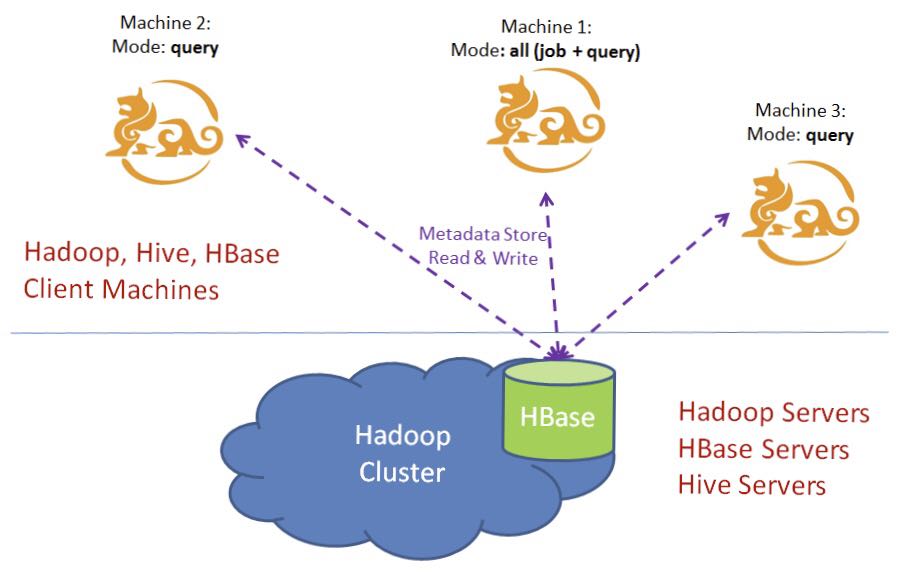 Machine 2:
Mode: query
Machine 1:
Mode: all (job + query)
Machine 3:
Mode: query
Metadata Store
Read & Write
Hadoop, Hive, HBase
Client Machines
HBase
Hadoop
Cluster
Hadoop Servers
HBase Servers
Hive Servers